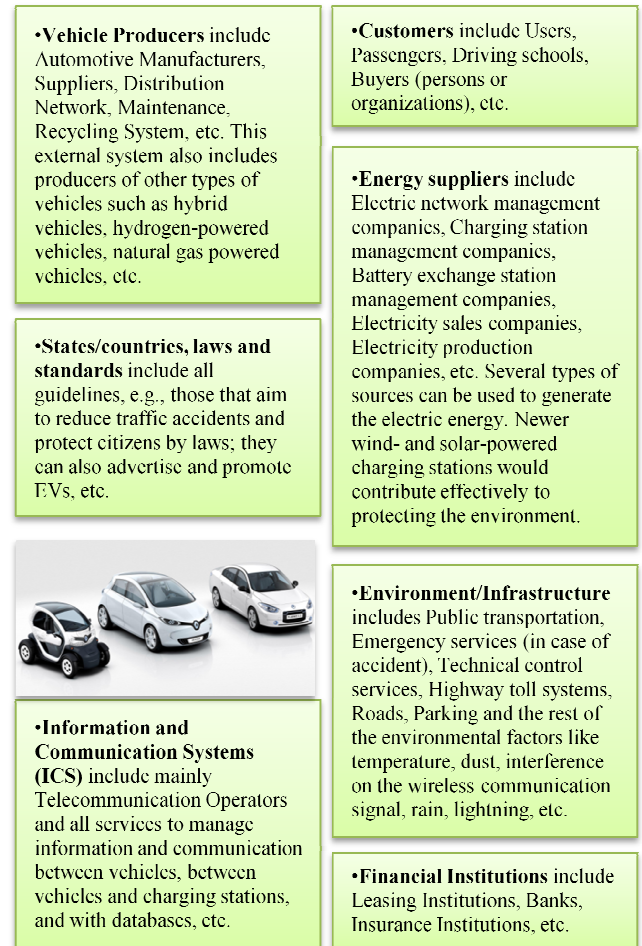 •Vehicle Producers include
Automotive Manufacturers,
Suppliers, Distribution
Network, Maintenance,
Recycling System, etc. This
external system also includes
producers of other types of
vehicles such as hybrid
vehicles, hydrogen-powered
vehicles, natural gas powered
vehicles, etc.
•States/countries, laws and
standards include all
guidelines, e.g., those that aim
to reduce traffic accidents and
protect citizens by laws; they
can also advertise and promote
EVs, etc.
•Information and
Communication Systems
(ICS) include mainly
Telecommunication Operators
and all services to manage
information and communication
between vehicles, between
vehicles and charging stations,
and with databases, etc.
•Customers include Users,
Passengers, Driving schools,
Buyers (persons or
organizations), etc.
•Energy suppliers include
Electric network management
companies, Charging station
management companies,
Battery exchange station
management companies,
Electricity sales companies,
Electricity production
companies, etc. Several types of
sources can be used to generate
the electric energy. Newer
wind- and solar-powered
charging stations would
contribute effectively to
protecting the environment.
•Environment/Infrastructure
includes Public transportation,
Emergency services (in case of
accident), Technical control
services, Highway toll systems,
Roads, Parking and the rest of
the environmental factors like
temperature, dust, interference
on the wireless communication
signal, rain, lightning, etc.
•Financial Institutions include
Leasing Institutions, Banks,
Insurance Institutions, etc.